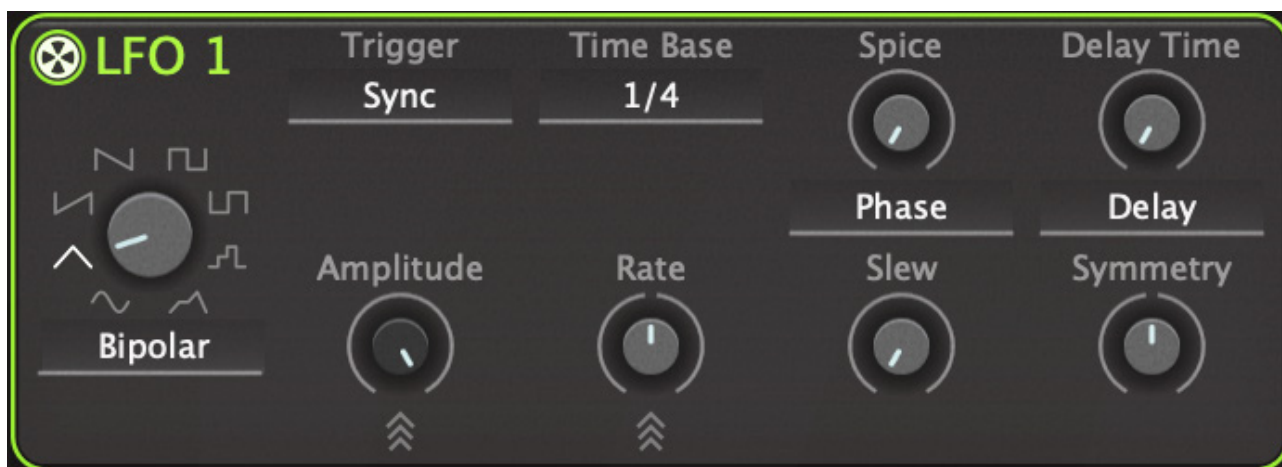 LFO 1
Trigger
Time Base
Spice
Delay Time
Sync
1/4
Phase
Delay
Amplitude
Rate
Slew
Symmetry
Bipolar